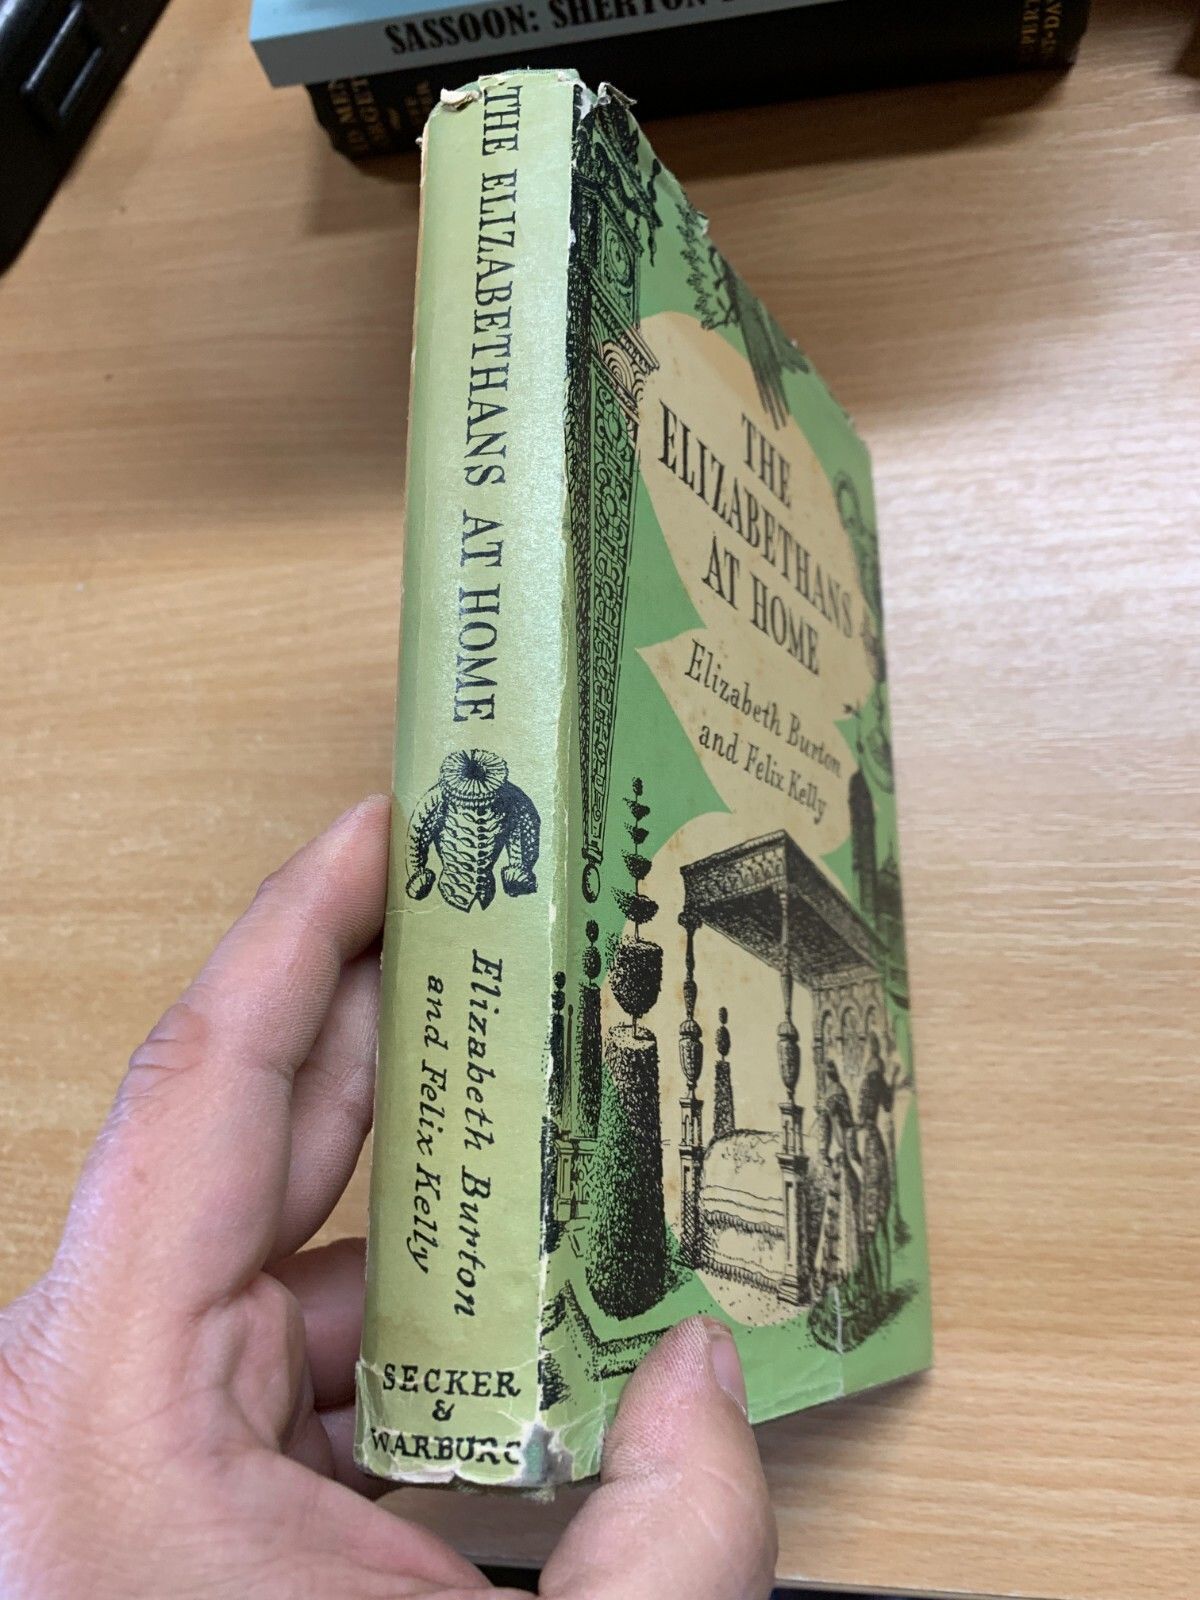 SASSOON: SHERTON
THE ELIZABETHANS AT HOME
Elizabeth Burton
and Felix Kelly
SECKER
&
WARBURG
THE
ELIZABETHANS
AT HOME
Elizabeth Burton
and Felix Kelly